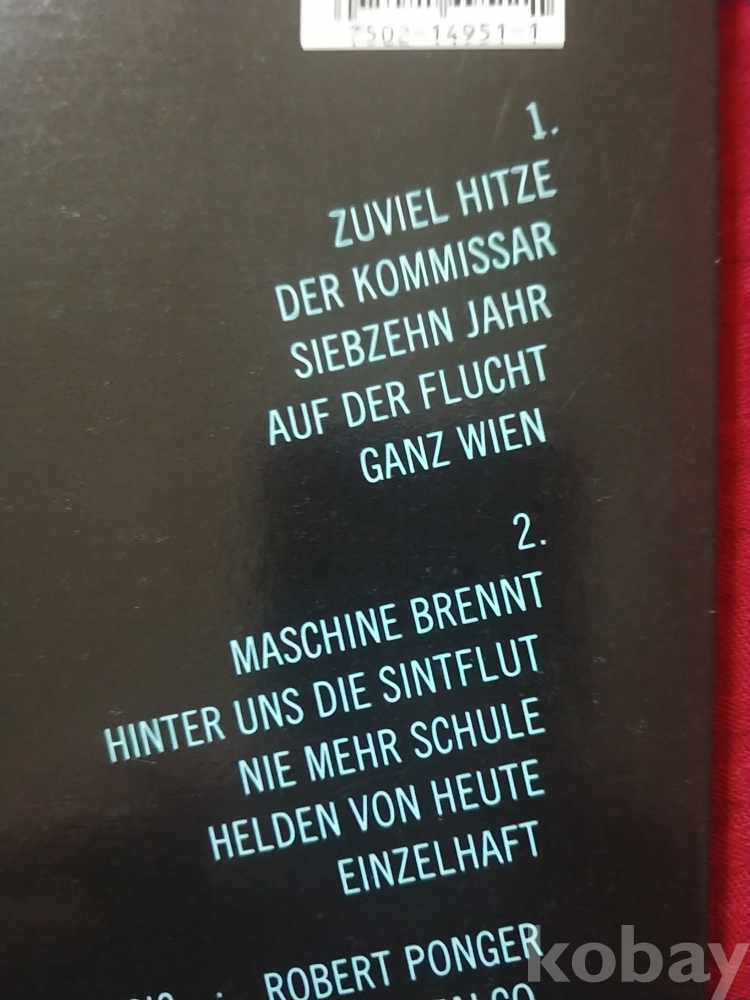 7502-14951-1
1.
ZUVIEL HITZE
DER KOMMISSAR
SIEBZEHN JAHR
AUF DER FLUCHT
GANZ WIEN
2.
MASCHINE BRENNT
HINTER UNS DIE SINTFLUT
NIE MEHR SCHULE
HELDEN VON HEUTE
EINZELHAFT
: ROBERT PONGER
kobay